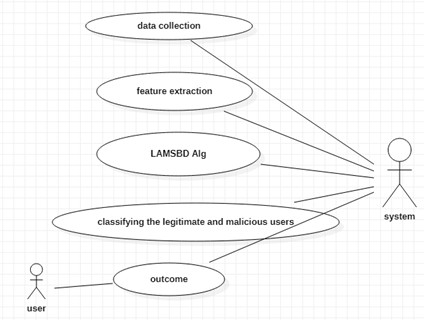 data collection
feature extraction
LAMSBD Alg
system
classifying the legitimate and malicious users
outcome
user